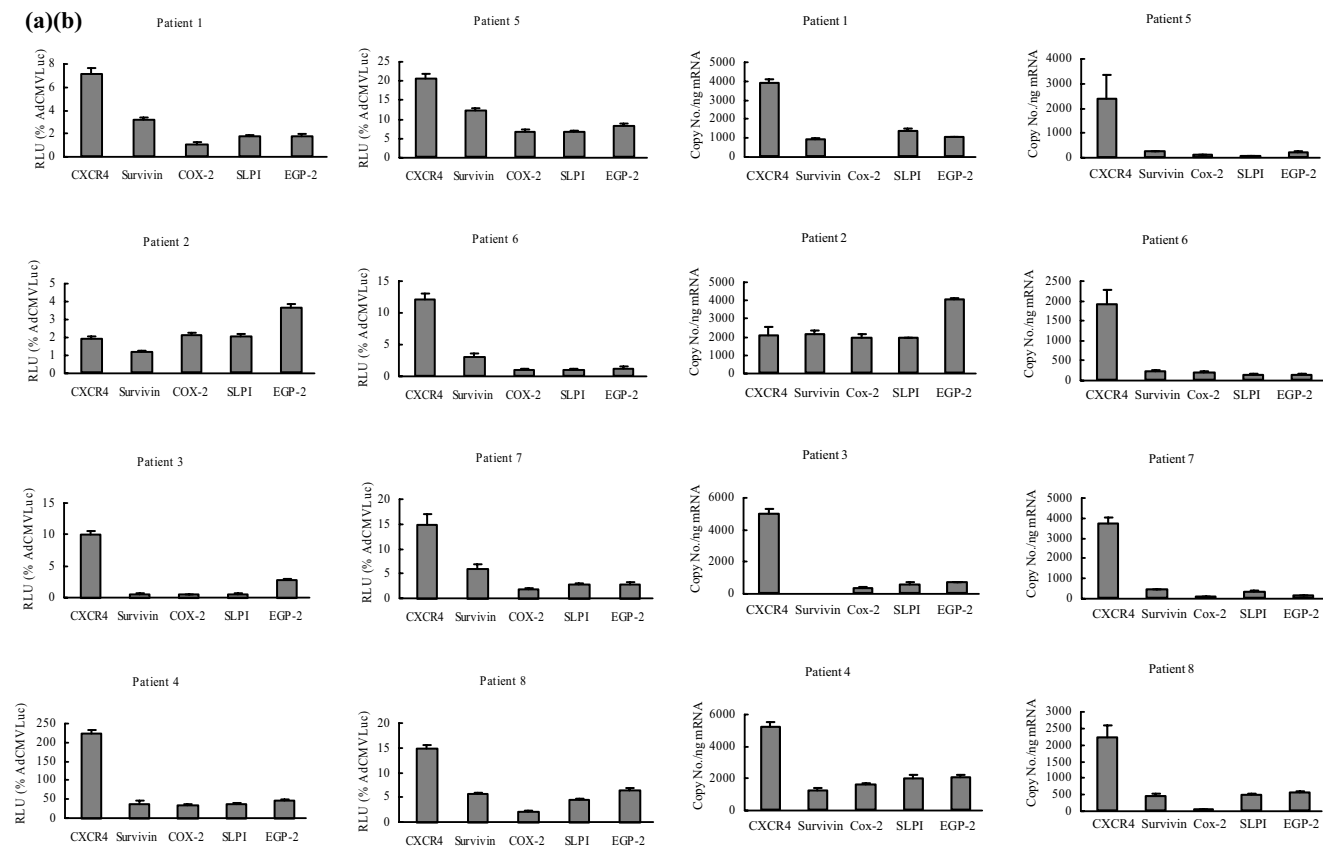 (a)(b)
Patient 1
RLU (% AdCMVLuc)
8
6
4
2
0
CXCR4 Survivin COX-2 SLPI EGP-2
Patient 5
RLU (% AdCMVLuc)
25
20
15
10
5
0
CXCR4 Survivin COX-2 SLPI EGP-2
Patient 1
Copy No./ng mRNA
5000
4000
3000
2000
1000
0
CXCR4 Survivin Cox-2 SLPI EGP-2
Patient 5
Copy No./ng mRNA
4000
3000
2000
1000
0
CXCR4 Survivin Cox-2 SLPI EGP-2
Patient 2
RLU (% AdCMVLuc)
5
4
3
2
1
0
CXCR4 Survivin COX-2 SLPI EGP-2
Patient 6
RLU (% AdCMVLuc)
15
10
5
0
CXCR4 Survivin COX-2 SLPI EGP-2
Patient 2
Copy No./ng mRNA
5000
4000
3000
2000
1000
0
CXCR4 Survivin Cox-2 SLPI EGP-2
Patient 6
Copy No./ng mRNA
2500
2000
1500
1000
500
0
CXCR4 Survivin Cox-2 SLPI EGP-2
Patient 3
RLU (% AdCMVLuc)
15
10
5
0
CXCR4 Survivin COX-2 SLPI EGP-2
Patient 7
RLU (% AdCMVLuc)
20
15
10
5
0
CXCR4 Survivin COX-2 SLPI EGP-2
Patient 3
Copy No./ng mRNA
6000
4000
2000
0
CXCR4 Survivin Cox-2 SLPI EGP-2
Patient 7
Copy No./ng mRNA
5000
4000
3000
2000
1000
0
CXCR4 Survivin Cox-2 SLPI EGP-2
Patient 4
RLU (% AdCMVLuc)
250
200
150
100
50
0
CXCR4 Survivin COX-2 SLPI EGP-2
Patient 8
RLU (% AdCMVLuc)
20
15
10
5
0
CXCR4 Survivin COX-2 SLPI EGP-2
Patient 4
Copy No./ng mRNA
6000
4000
2000
0
CXCR4 Survivin Cox-2 SLPI EGP-2
Patient 8
Copy No./ng mRNA
3000
2500
2000
1500
1000
500
0
CXCR4 Survivin Cox-2 SLPI EGP-2